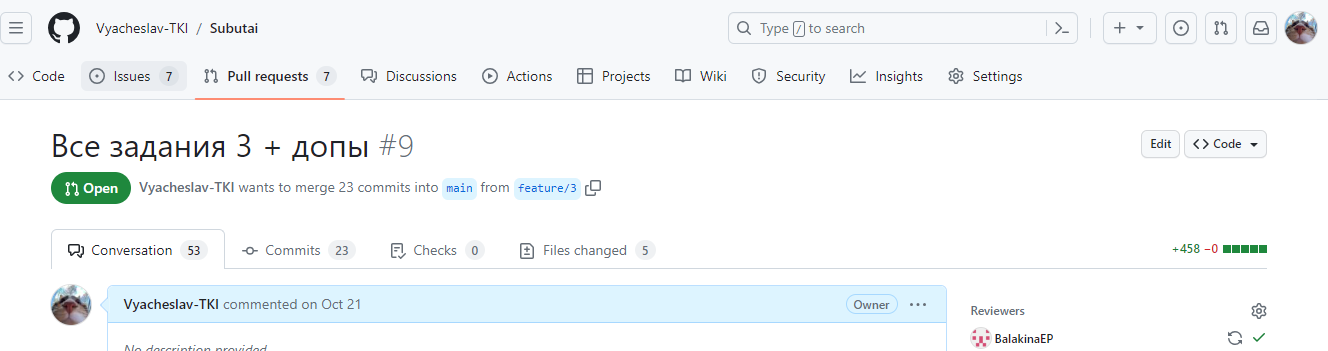 Vyacheslav-TKI / Subutai
Type / to search
Code Issues 7 Pull requests 7 Discussions Actions Projects Wiki Security Insights Settings
Все задания 3 + допы #9
Edit Code
Open Vyacheslav-TKI wants to merge 23 commits into main from feature/3
Conversation 53 Commits 23 Checks 0 Files changed 5 +458 −0
Vyacheslav-TKI commented on Oct 21 Owner
Reviewers
BalakinaEP
No description provided